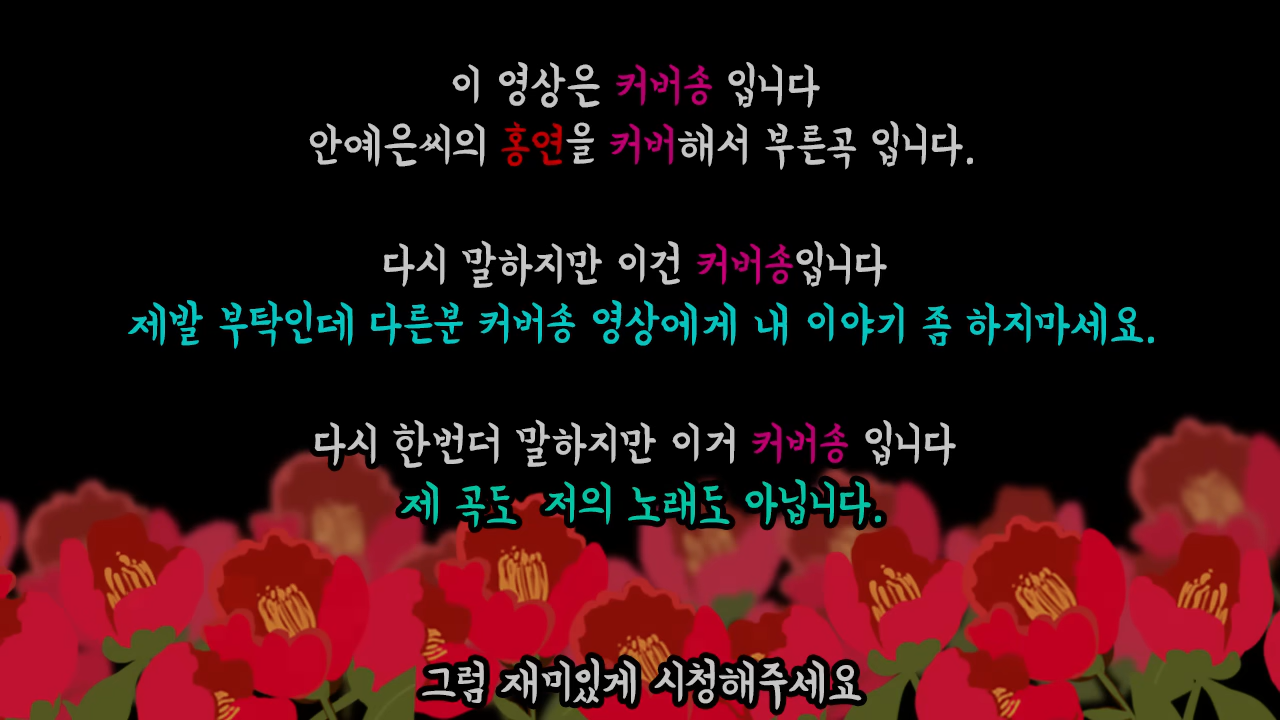 이 영상은 커버송 입니다
안예은씨의 홍연을 커버해서 부른곡 입니다.
다시 말하지만 이건 커버송입니다
제발 부탁인데 다른분 커버송 영상에게 내 이야기 좀 하지마세요.
다시 한번더 말하지만 이거 커버송 입니다
제 곡도 저의 노래도 아닙니다.
그럼 재미있게 시청해주세요